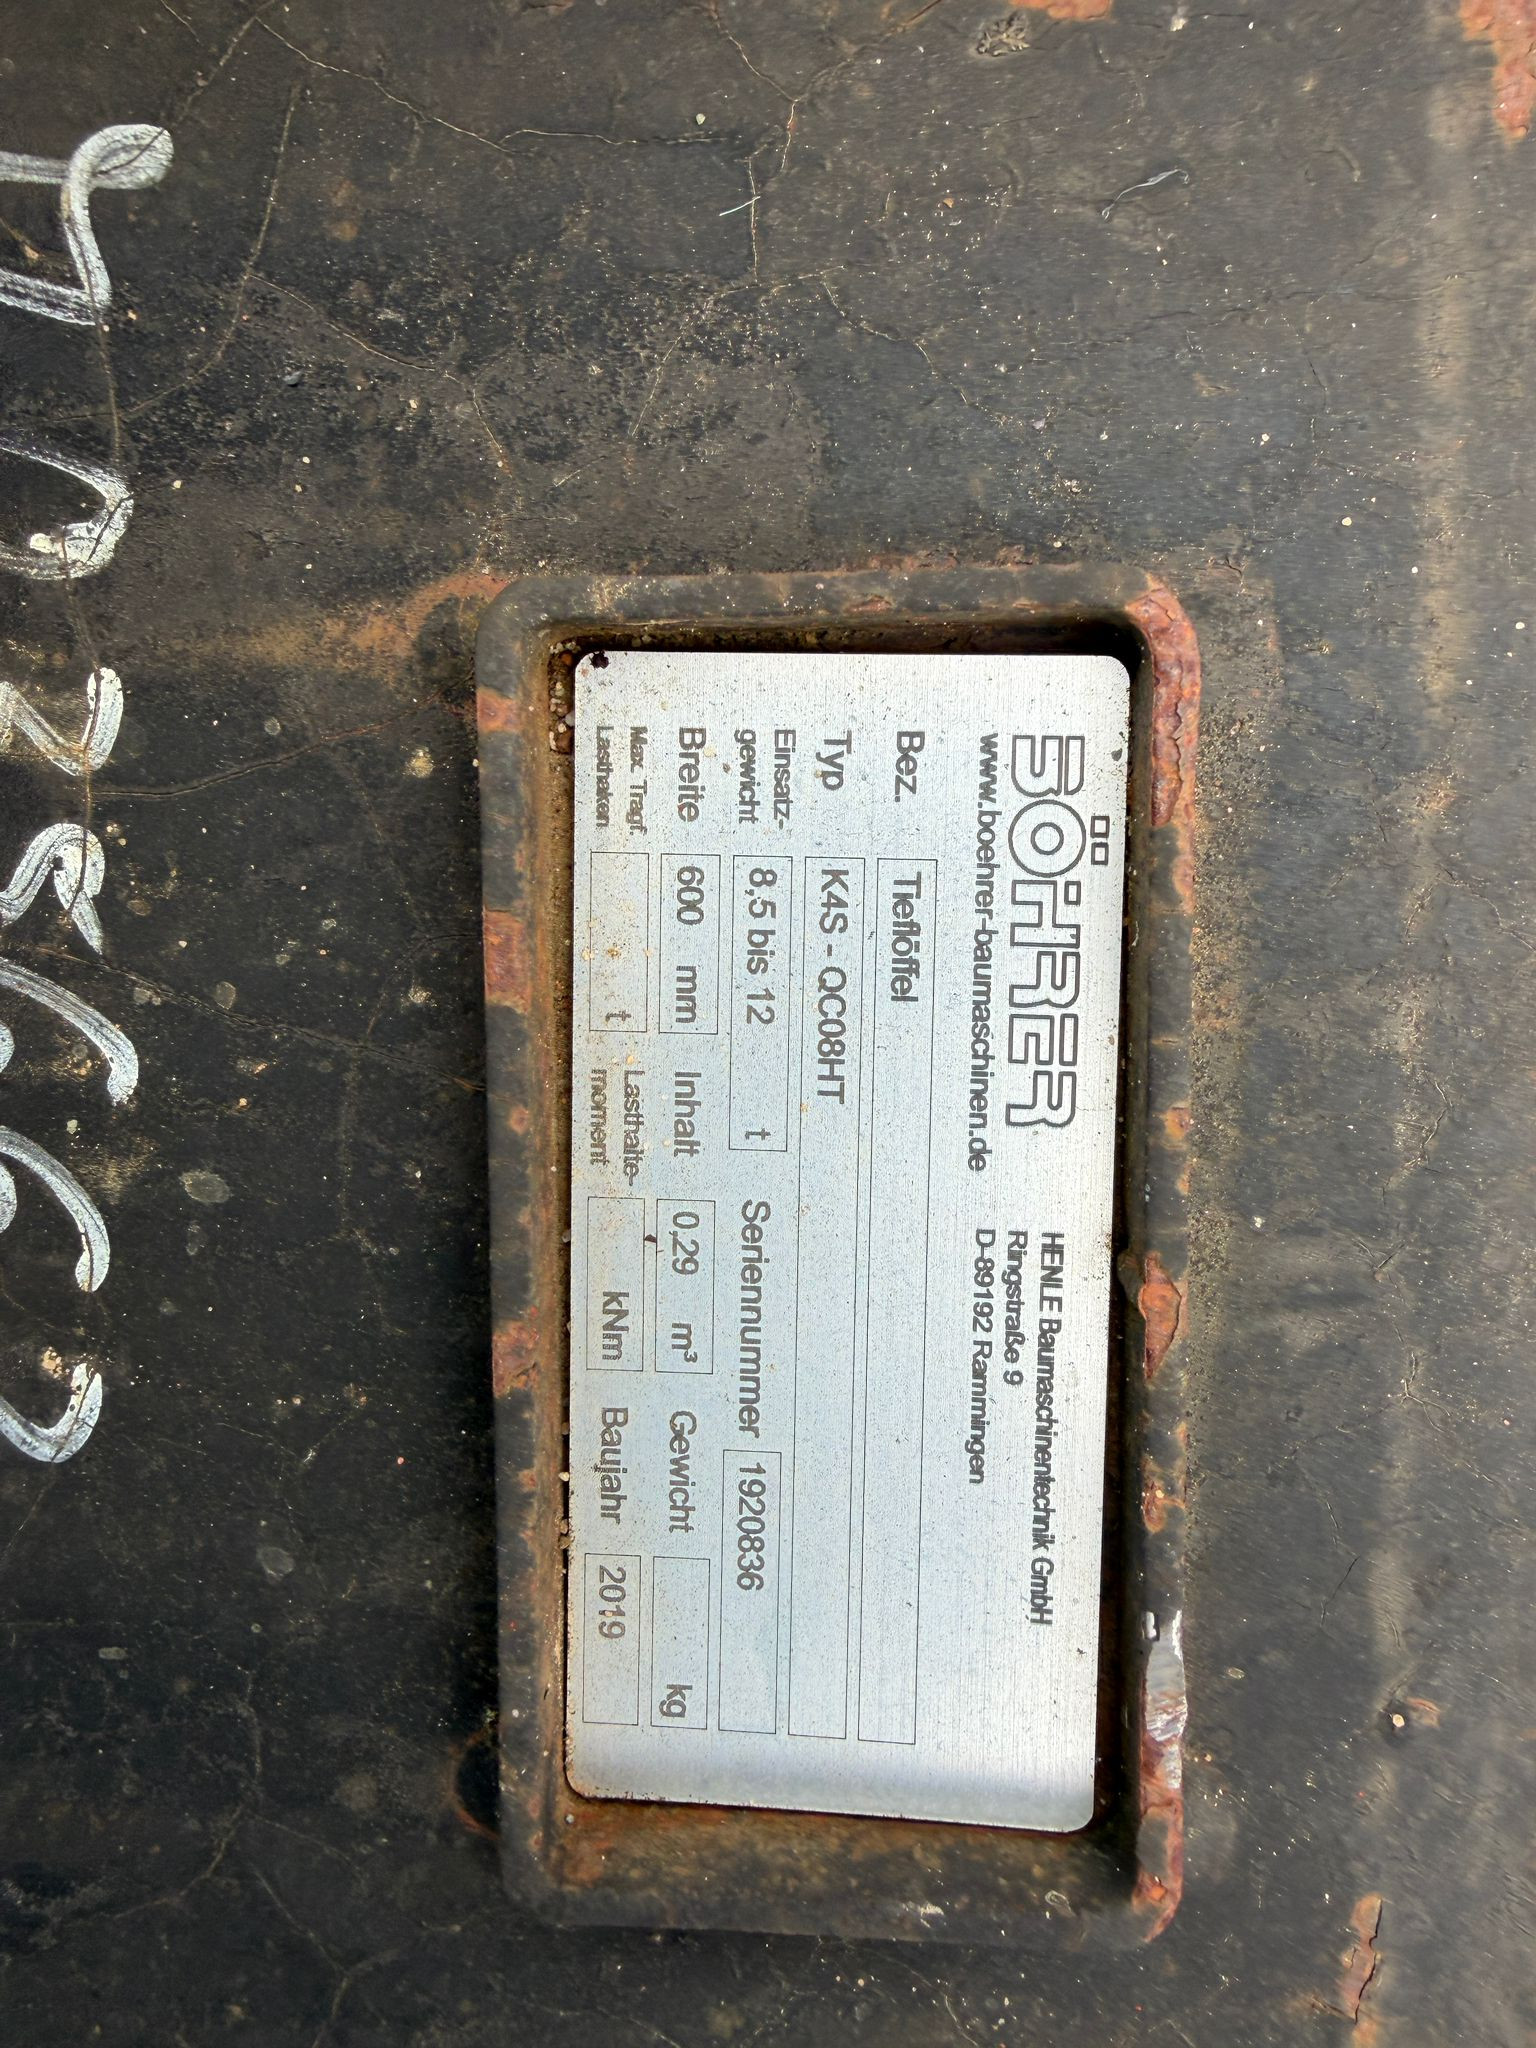 BÖHRER
www.boehrer-baumaschinen.de
HENLE Baumaschinentechnik GmbH
Ringstraße 9
D-89192 Rammingen
Bez. Tieflöffel
Typ K4S - QC08HT
Einsatz-
gewicht 8,5 bis 12 t Seriennummer 1920836
Breite 600 mm Inhalt 0,29 m³ Gewicht kg
Max. Tragf.
Lasthaken t Lasthalte-
moment kNm Baujahr 2019